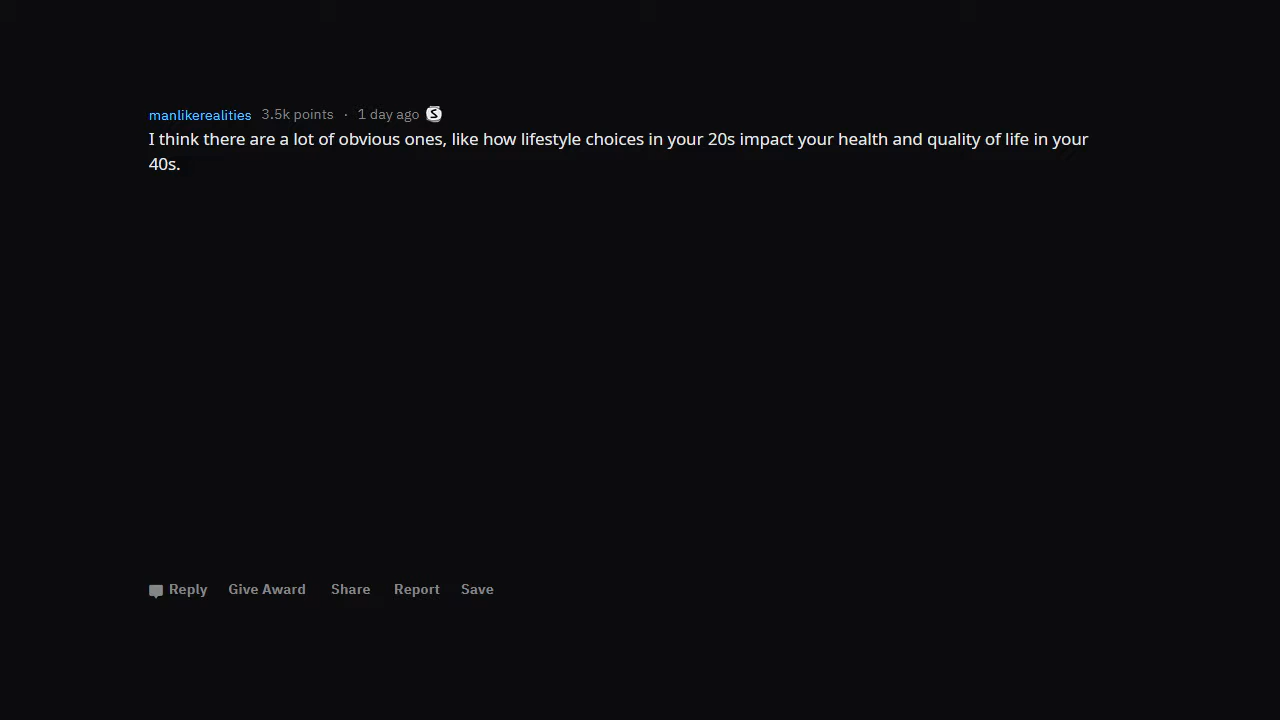 manlikerealities 3.5k points · 1 day ago S
I think there are a lot of obvious ones, like how lifestyle choices in your 20s impact your health and quality of life in your
40s.
Reply Give Award Share Report Save